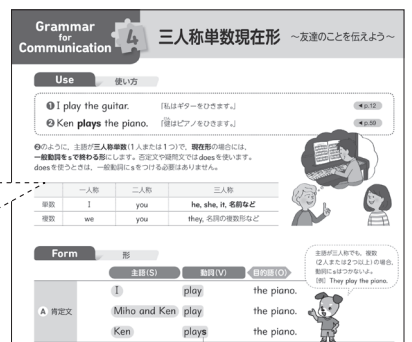 Grammar
for
Communication
4
三人称単数現在形 ～友達のことを伝えよう～
Use 使い方
❶ I play the guitar. 「私はギターをひきます。」 ◀p.12
❷ Ken plays the piano. 「健はピアノをひきます。」 ◀p.50
❷のように、主語が三人称単数(1人または1つ)で、現在形の場合には、
一般動詞をsで終わる形にします。否定文や疑問文ではdoesを使います。
doesを使うときは、一般動詞にsをつける必要はありません。
一人称 二人称 三人称
単数 I you he, she, it, 名前など
複数 we you they, 名詞の複数形など
Form 形
主語が三人称でも、複数
(2人または2つ以上)の場合、
動詞にsはつかないよ。
[例] They play the piano.
主語(S) 動詞(V) 目的語(O)
I play the piano.
A 肯定文 Miho and Ken play the piano.
Ken plays the piano.